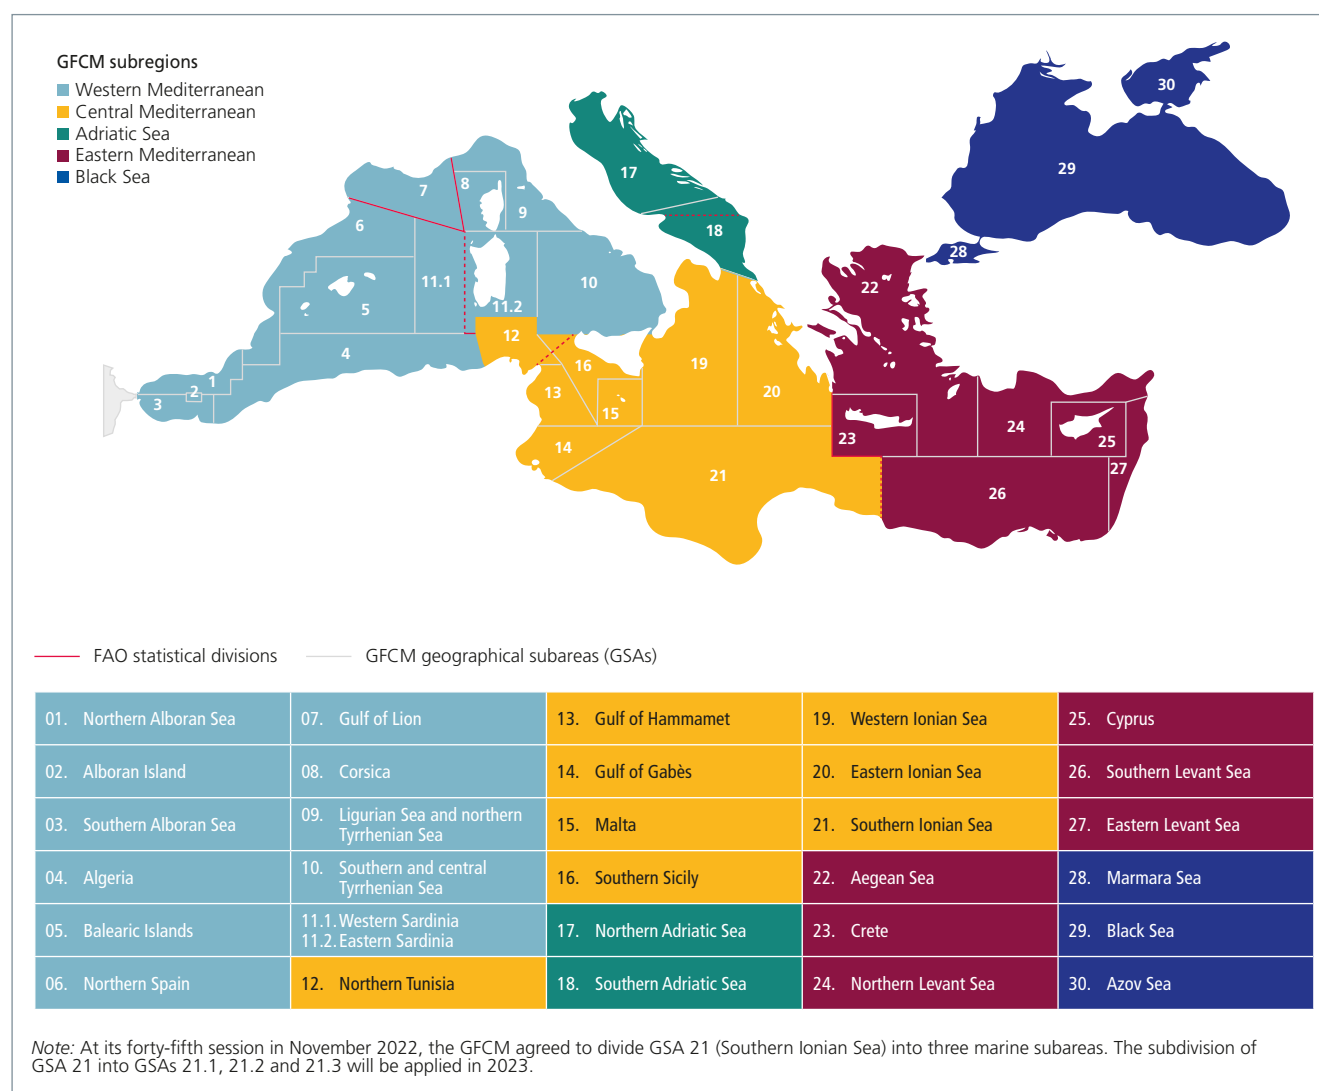 GFCM subregions
Western Mediterranean
Central Mediterranean
Adriatic Sea
Eastern Mediterranean
Black Sea
30
17
29
7
8
9
6
18
28
22
11.1
10
5
11.2
12
4
16
19
20
1
2
3
13
15
23
24
25
14
21
26
27
FAO statistical divisions
GFCM geographical subareas (GSAs)
01. Northern Alboran Sea
02. Alboran Island
03. Southern Alboran Sea
04. Algeria
05. Balearic Islands
06. Northern Spain
07. Gulf of Lion
08. Corsica
09. Ligurian Sea and northern
Tyrrhenian Sea
10. Southern and central
Tyrrhenian Sea
11.1. Western Sardinia
11.2. Eastern Sardinia
12. Northern Tunisia
13. Gulf of Hammamet
14. Gulf of Gabès
15. Malta
16. Southern Sicily
17. Northern Adriatic Sea
18. Southern Adriatic Sea
19. Western Ionian Sea
20. Eastern Ionian Sea
21. Southern Ionian Sea
22. Aegean Sea
23. Crete
24. Northern Levant Sea
25. Cyprus
26. Southern Levant Sea
27. Eastern Levant Sea
28. Marmara Sea
29. Black Sea
30. Azov Sea
Note: At its forty-fifth session in November 2022, the GFCM agreed to divide GSA 21 (Southern Ionian Sea) into three marine subareas. The subdivision of
GSA 21 into GSAs 21.1, 21.2 and 21.3 will be applied in 2023.